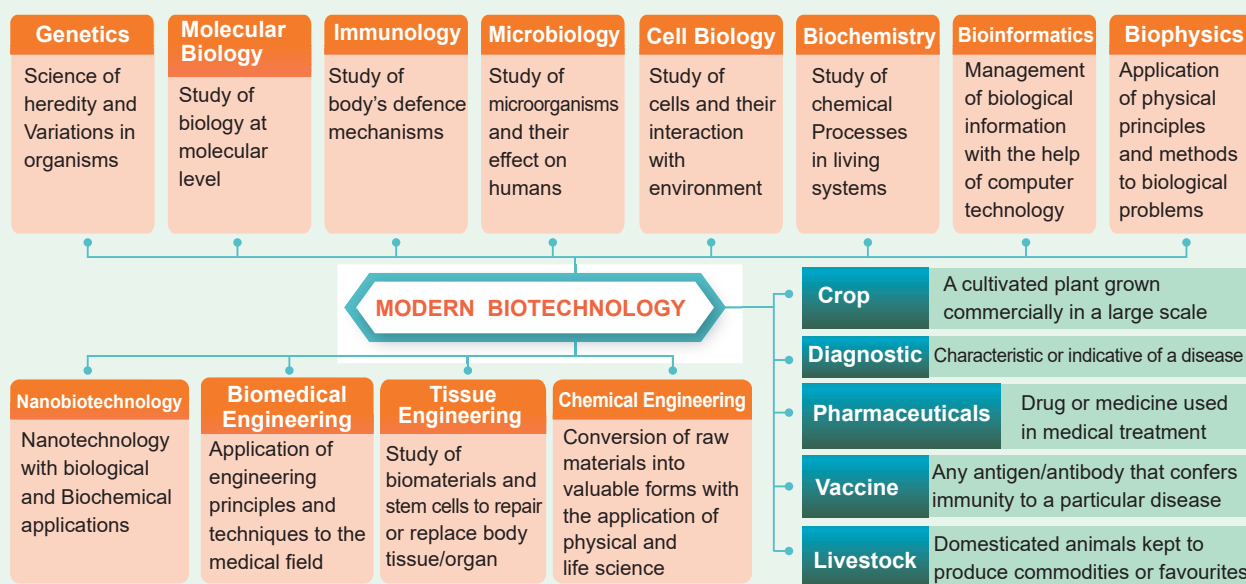 Genetics
Science of
heredity and
Variations in
organisms
Molecular
Biology
Study of
biology at
molecular
level
Immunology
Study of
body's defence
mechanisms
Microbiology
Study of
microorganisms
and their
effect on
humans
Cell Biology
Study of
cells and their
interaction
with
environment
Biochemistry
Study of
chemical
Processes
in living
systems
Bioinformatics
Management
of biological
information
with the help
of computer
technology
Biophysics
Application
of physical
principles
and methods
to biological
problems
MODERN BIOTECHNOLOGY
Nanobiotechnology
Nanotechnology
with biological
and Biochemical
applications
Biomedical
Engineering
Application of
engineering
principles and
techniques to the
medical field
Tissue
Engineering
Study of
biomaterials and
stem cells to repair
or replace body
tissue/organ
Chemical Engineering
Conversion of raw
materials into
valuable forms with
the application of
physical and
life science
Crop
A cultivated plant grown
commercially in a large scale
Diagnostic
Characteristic or indicative of a disease
Pharmaceuticals
Drug or medicine used
in medical treatment
Vaccine
Any antigen/antibody that confers
immunity to a particular disease
Livestock
Domesticated animals kept to
produce commodities or favourites